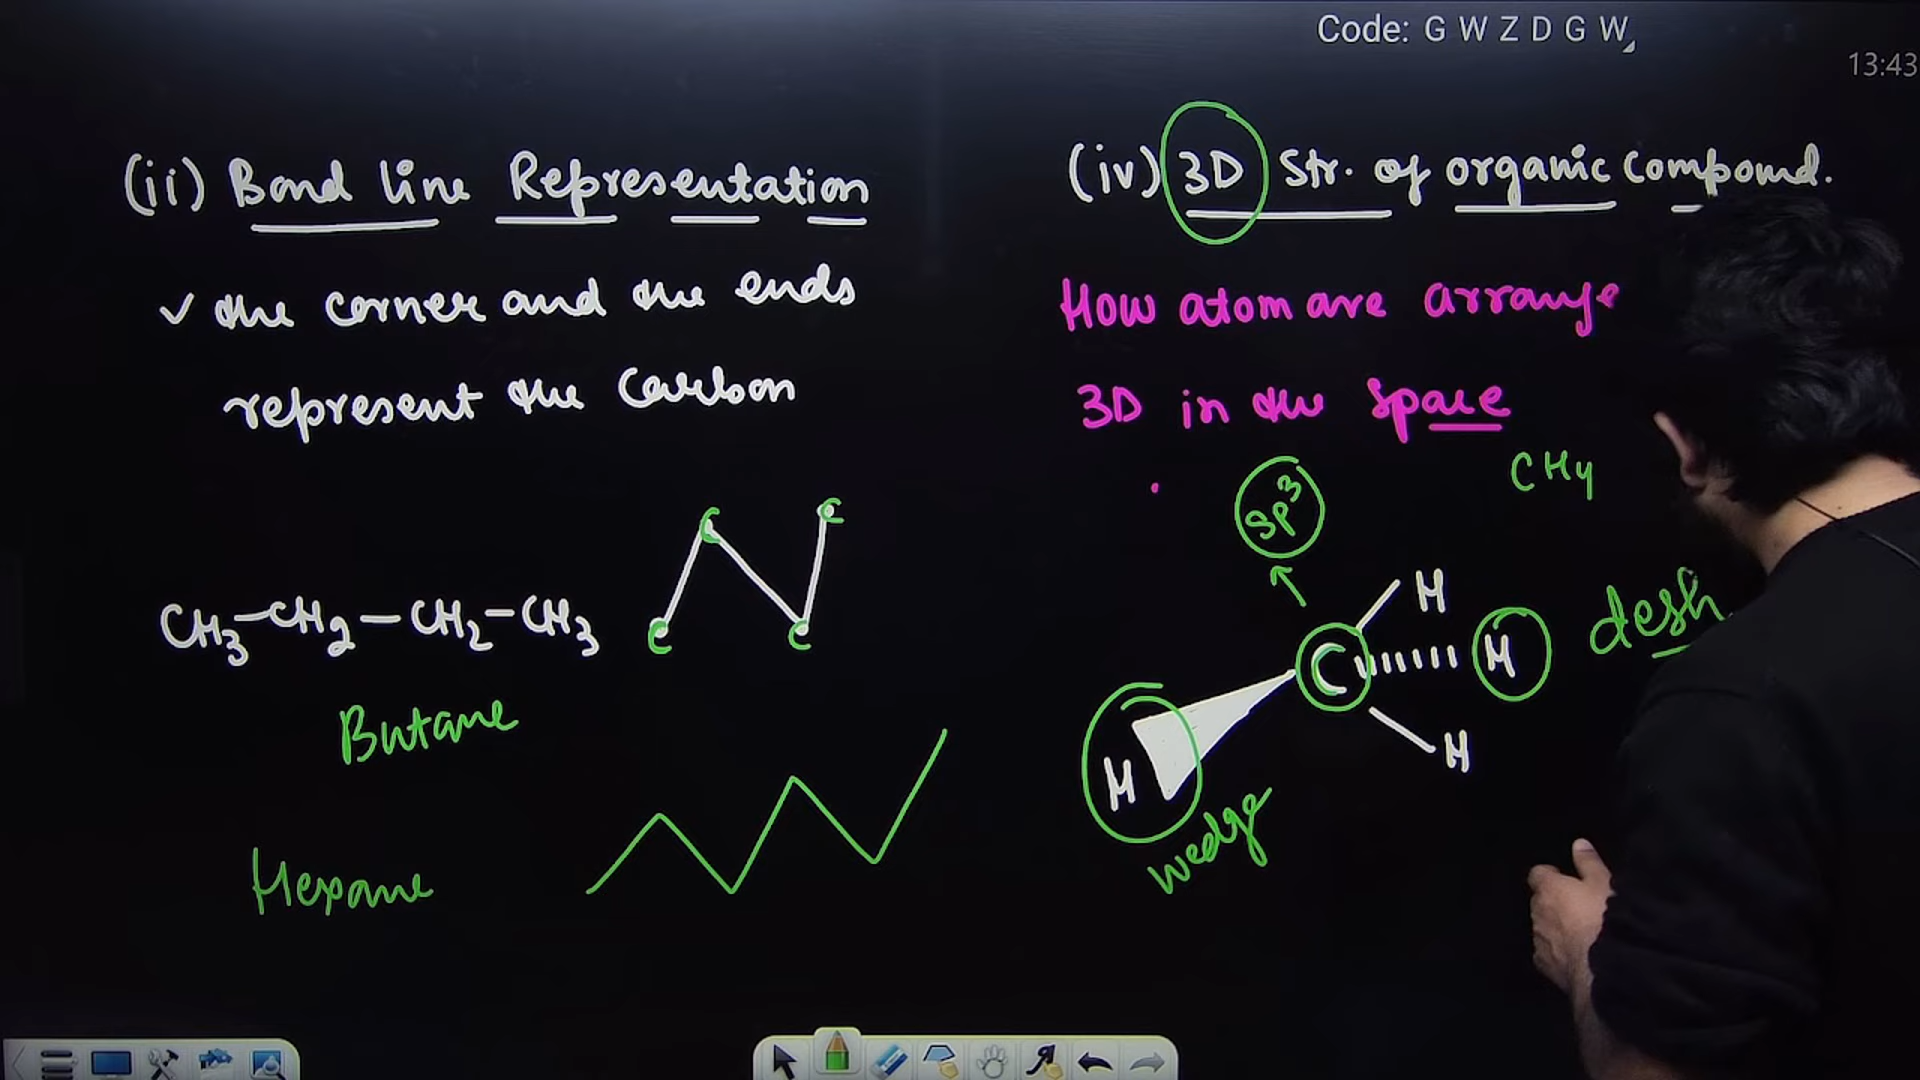 Code: G W Z D G W
13:43
(ii) Bond line Representation
✓ the corner and the ends
represent the Carbon
C C
C C
CH3-CH2-CH2-CH3
Butane
Hexane
(iv) 3D Str. of organic Compound.
How atom are arrange
3D in the space
Sp3
CH4
H
C H desh
H
H
wedge